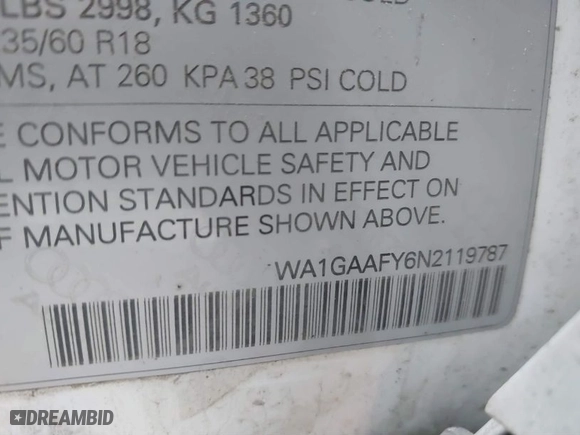 LBS 2998, KG 1360
35/60 R18
MS, AT 260 KPA 38 PSI COLD
E CONFORMS TO ALL APPLICABLE
L MOTOR VEHICLE SAFETY AND
ENTION STANDARDS IN EFFECT ON
F MANUFACTURE SHOWN ABOVE.
WA1GAAFY6N2119787
DREAMBID